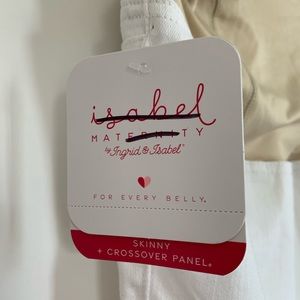 isabel
MATERNITY
by Ingrid & Isabel®
FOR EVERY BELLY.
SKINNY
+ CROSSOVER PANEL®